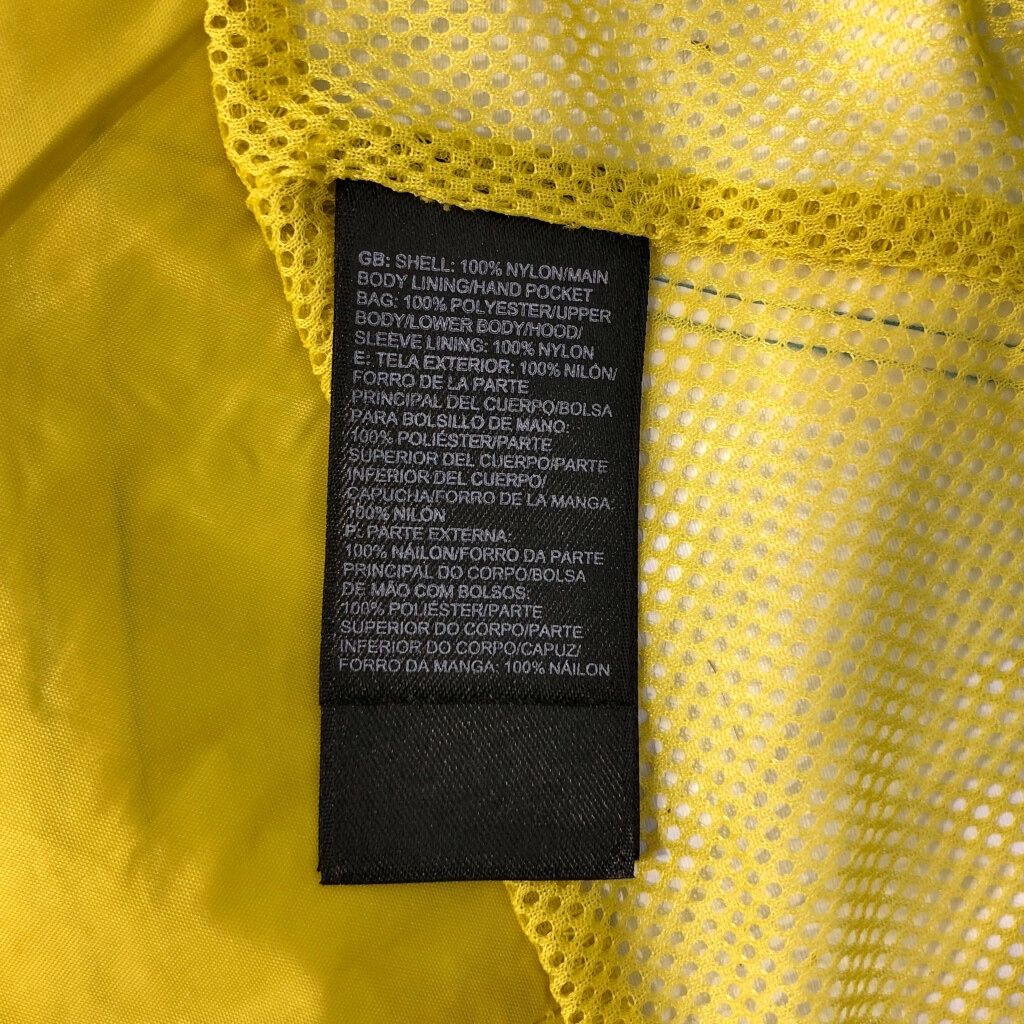 GB: SHELL: 100% NYLON/MAIN
BODY LINING/HAND POCKET
BAG: 100% POLYESTER/UPPER
BODY/LOWER BODY/HOOD/
SLEEVE LINING: 100% NYLON
E: TELA EXTERIOR: 100% NILÓN/
FORRO DE LA PARTE
PRINCIPAL DEL CUERPO/BOLSA
PARA BOLSILLO DE MANO:
100% POLIÉSTER/PARTE
SUPERIOR DEL CUERPO/PARTE
INFERIOR DEL CUERPO/
CAPUCHA/FORRO DE LA MANGA:
100% NILÓN
P: PARTE EXTERNA:
100% NÁILON/FORRO DA PARTE
PRINCIPAL DO CORPO/BOLSA
DE MÃO COM BOLSOS:
100% POLIÉSTER/PARTE
SUPERIOR DO CORPO/PARTE
INFERIOR DO CORPO/CAPUZ/
FORRO DA MANGA: 100% NÁILON